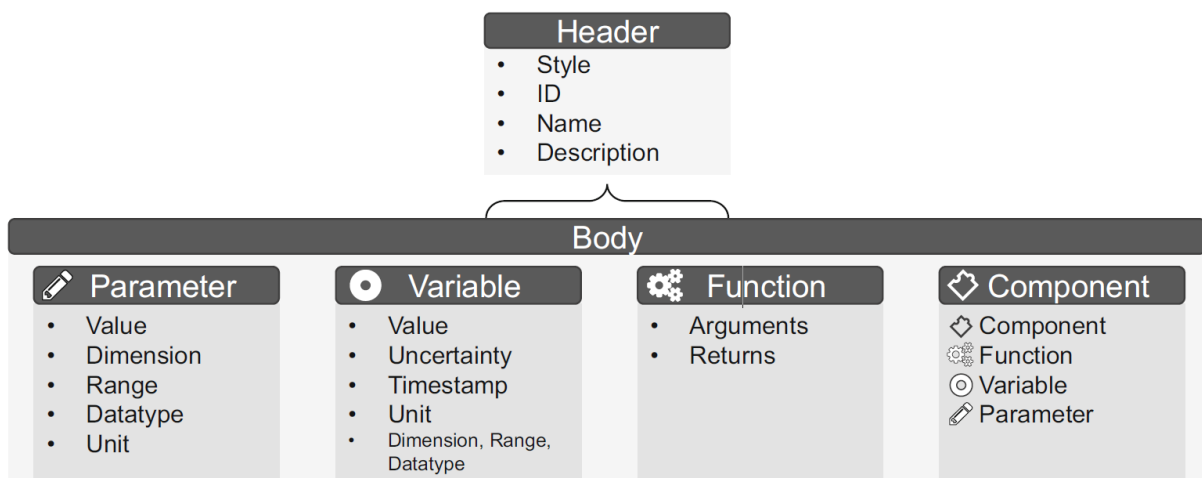 Header
• Style
• ID
• Name
• Description
Body
Parameter
• Value
• Dimension
• Range
• Datatype
• Unit
Variable
• Value
• Uncertainty
• Timestamp
• Unit
• Dimension, Range,
Datatype
Function
• Arguments
• Returns
Component
Component
Function
Variable
Parameter